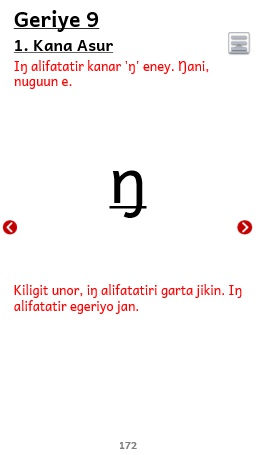 Geriye 9
1. Kana Asur
Iŋ alifatatir kanar ‘ŋ’ eney. Ŋani,
nuguun e.
ŋ
Kiligit unor, iŋ alifatatiri garta jikin. Iŋ
alifatatir egeriyo jan.
172